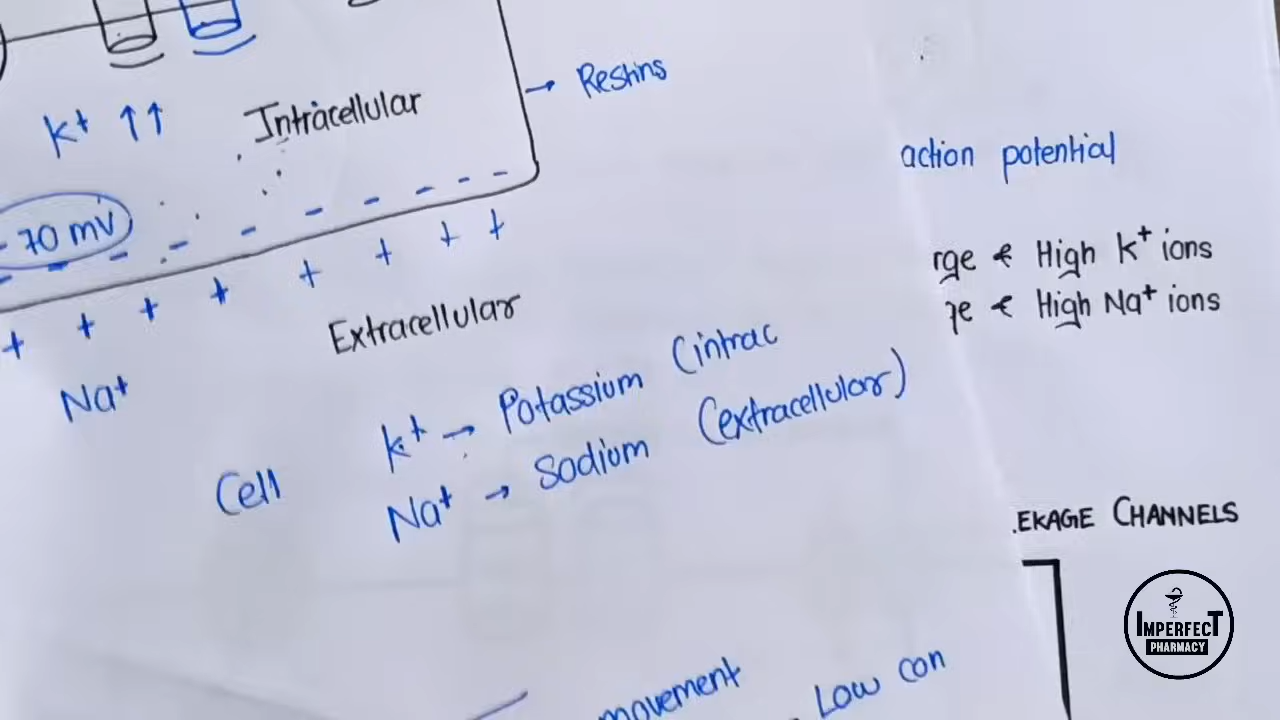 K+ ↑↑
Intracellular
→ Resting
- 70 mV
- - - - - - - - - -
+ + + + + + + + +
Extracellular
Na+
Cell
K+ → Potassium (intrac
Na+ → Sodium (extracellular)
movement
Low con
action potential
rge & High K+ ions
ge & High Na+ ions
EKAGE CHANNELS
IMPERFECT
PHARMACY